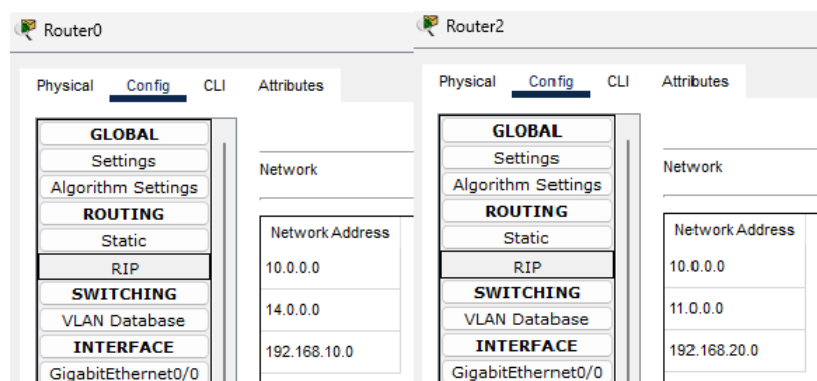 Router0
Physical Config CLI Attributes
GLOBAL
Settings
Algorithm Settings
ROUTING
Static
RIP
SWITCHING
VLAN Database
INTERFACE
GigabitEthernet0/0
Network
Network Address
10.0.0.0
14.0.0.0
192.168.10.0
Router2
Physical Config CLI Attributes
GLOBAL
Settings
Algorithm Settings
ROUTING
Static
RIP
SWITCHING
VLAN Database
INTERFACE
GigabitEthernet0/0
Network
Network Address
10.0.0.0
11.0.0.0
192.168.20.0